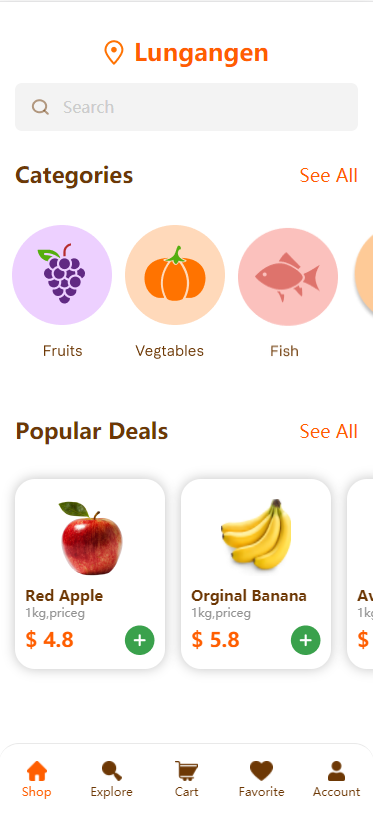 Lungangen
Search
Categories See All
Fruits Vegtables Fish
Popular Deals See All
Red Apple Orginal Banana Av
1kg,priceg 1kg,priceg 1kg
$ 4.8 $ 5.8 $
Shop Explore Cart Favorite Account